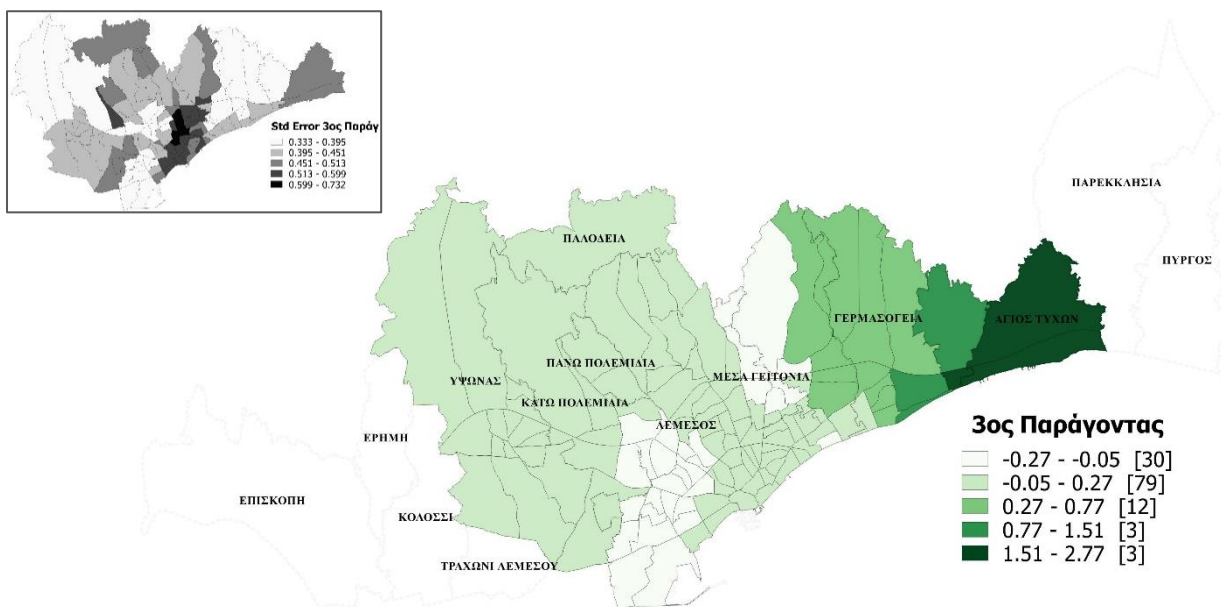 Std Error 3ος Παράγ
0.333 - 0.395
0.395 - 0.451
0.451 - 0.513
0.513 - 0.599
0.599 - 0.732
ΠΑΡΕΚΚΛΗΣΙΑ
ΠΑΛΟΔΕΙΑ
ΠΥΡΓΟΣ
ΓΕΡΜΑΣΟΓΕΙΑ
ΑΓΙΟΣ ΤΥΧΩΝ
ΠΑΝΩ ΠΟΛΕΜΙΔΙΑ
ΥΨΩΝΑΣ
ΜΕΣΑ ΓΕΙΤΟΝΙΑ
ΚΑΤΩ ΠΟΛΕΜΙΔΙΑ
ΛΕΜΕΣΟΣ
ΕΡΗΜΗ
ΕΠΙΣΚΟΠΗ
ΚΟΛΟΣΣΙ
ΤΡΑΧΩΝΙ ΛΕΜΕΣΟΥ
3ος Παράγοντας
-0.27 - -0.05 [30]
-0.05 - 0.27 [79]
0.27 - 0.77 [12]
0.77 - 1.51 [3]
1.51 - 2.77 [3]